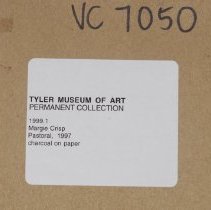 VC 7050
TYLER MUSEUM OF ART
PERMANENT COLLECTION
1999.1
Margie Crisp
Pastoral, 1997
charcoal on paper